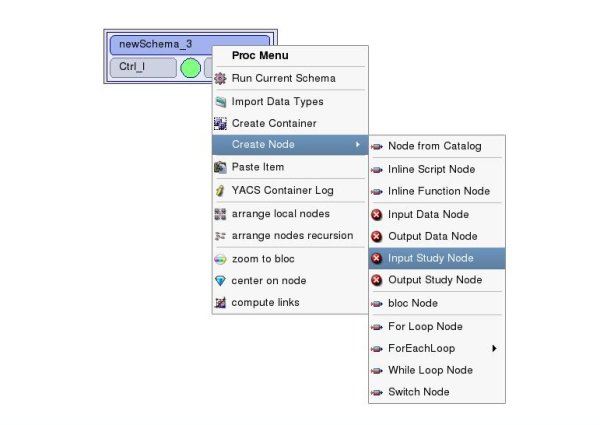 newSchema_3
Ctrl_I
Proc Menu
Run Current Schema
Import Data Types
Create Container
Create Node
Paste Item
YACS Container Log
arrange local nodes
arrange nodes recursion
zoom to bloc
center on node
compute links
Node from Catalog
Inline Script Node
Inline Function Node
Input Data Node
Output Data Node
Input Study Node
Output Study Node
bloc Node
For Loop Node
ForEachLoop
While Loop Node
Switch Node